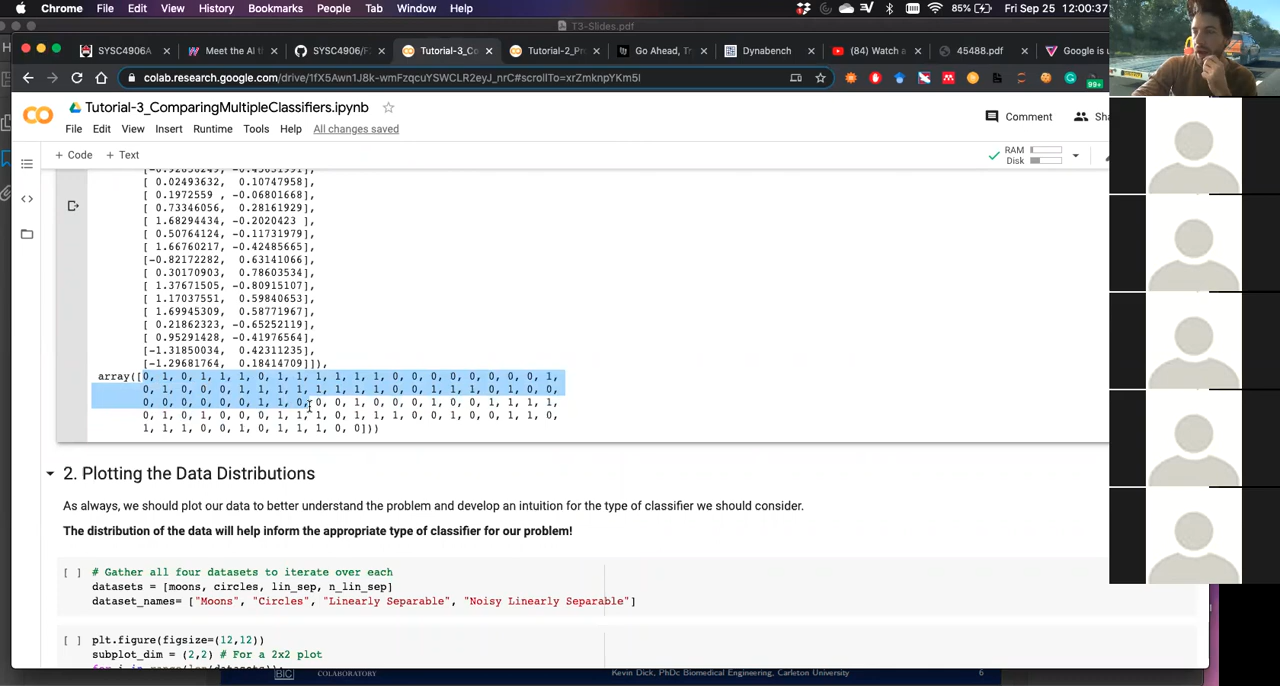 Chrome File Edit View History Bookmarks People Tab Window Help 85% Fri Sep 25 12:00:37
T3-Slides.pdf
SYSC4906A Meet the AI th SYSC4906/F Tutorial-3_Co Tutorial-2_Pr Go Ahead, Th Dynabench (84) Watch a 45488.pdf Google is u
colab.research.google.com/drive/1fX5Awn1J8k-wmFzqcuYSWCLR2eyJ_nrC#scrollTo=xrZmknpYKm5I 99+
Tutorial-3_ComparingMultipleClassifiers.ipynb
Comment
File Edit View Insert Runtime Tools Help All changes saved
+ Code + Text
RAM
Disk
[ 0.02493632, 0.10747958],
[ 0.1972559 , -0.06801668],
[ 0.73346056, 0.28161929],
[ 1.68294434, -0.2020423 ],
[ 0.50764124, -0.11731979],
[ 1.66760217, -0.42485665],
[-0.82172282, 0.63141066],
[ 0.30170903, 0.78603534],
[ 1.37671505, -0.80915107],
[ 1.17037551, 0.59840653],
[ 1.69945309, 0.58771967],
[ 0.21862323, -0.65252119],
[ 0.95291428, -0.41976564],
[-1.31850034, 0.42311235],
[-1.29681764, 0.18414709]]),
array([0, 1, 0, 1, 1, 1, 0, 1, 1, 1, 1, 1, 1, 0, 0, 0, 0, 0, 0, 0, 0, 1,
0, 1, 0, 0, 0, 1, 1, 1, 1, 1, 1, 1, 1, 0, 0, 1, 1, 1, 0, 1, 0, 0,
0, 0, 0, 0, 0, 0, 1, 1, 0, 0, 0, 1, 0, 0, 0, 1, 0, 0, 1, 1, 1, 1,
0, 1, 0, 1, 0, 0, 0, 1, 1, 1, 0, 1, 1, 1, 0, 0, 1, 0, 0, 1, 1, 0,
1, 1, 1, 0, 0, 1, 0, 1, 1, 1, 0, 0]))
2. Plotting the Data Distributions
As always, we should plot our data to better understand the problem and develop an intuition for the type of classifier we should consider.
The distribution of the data will help inform the appropriate type of classifier for our problem!
[ ] # Gather all four datasets to iterate over each
datasets = [moons, circles, lin_sep, n_lin_sep]
dataset_names= ["Moons", "Circles", "Linearly Separable", "Noisy Linearly Separable"]
[ ] plt.figure(figsize=(12,12))
subplot_dim = (2,2) # For a 2x2 plot
for i in range(len(datasets)):
BIC COLABORATORY Kevin Dick, PhDc Biomedical Engineering, Carleton University 6